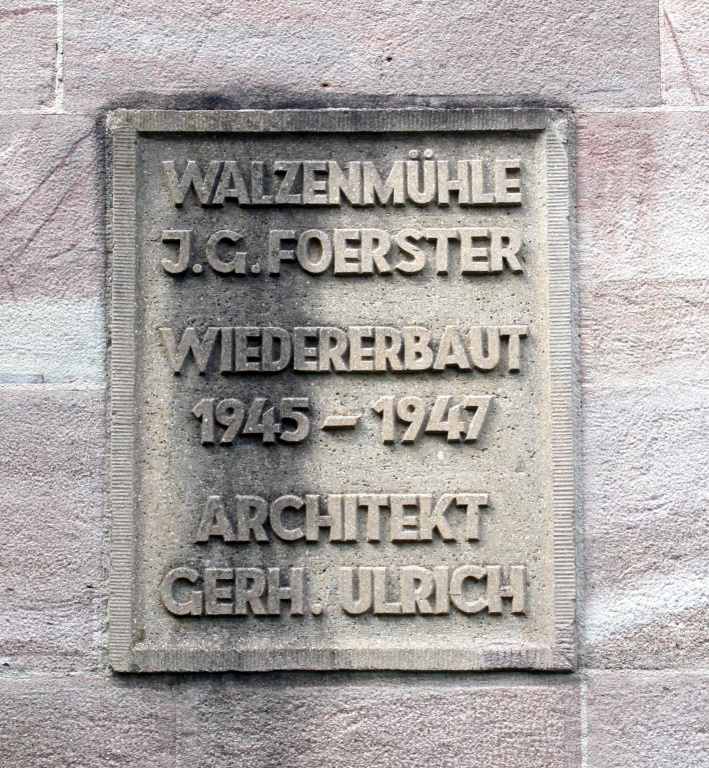 WALZENMÜHLE
J.G.FOERSTER
WIEDERERBAUT
1945–1947
ARCHITEKT
GERH. ULRICH